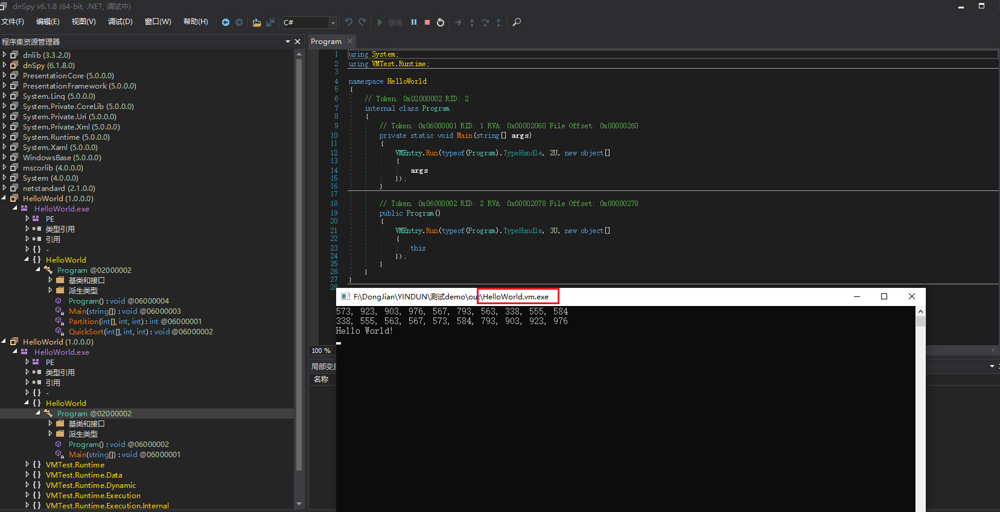 dnSpy v6.1.8 (64-bit, .NET, 调试中)
文件(F) 编辑(E) 视图(V) 调试(D) 窗口(W) 帮助(H) C# 继续
程序集资源管理器
dnlib (3.3.2.0)
dnSpy (6.1.8.0)
PresentationCore (5.0.0.0)
PresentationFramework (5.0.0.0)
System.Linq (5.0.0.0)
System.Private.CoreLib (5.0.0.0)
System.Private.Uri (5.0.0.0)
System.Private.Xml (5.0.0.0)
System.Runtime (5.0.0.0)
System.Xaml (5.0.0.0)
WindowsBase (5.0.0.0)
mscorlib (4.0.0.0)
System (4.0.0.0)
netstandard (2.1.0.0)
HelloWorld (1.0.0.0)
HelloWorld.exe
PE
类型引用
引用
{ } -
{ } HelloWorld
Program @02000002
基类和接口
派生类型
Program() : void @06000004
Main(string[]) : void @06000003
Partition(int[], int, int) : int @06000001
QuickSort(int[], int, int) : void @06000002
HelloWorld (1.0.0.0)
HelloWorld.exe
PE
类型引用
引用
{ } -
{ } HelloWorld
Program @02000002
基类和接口
派生类型
Program() : void @06000002
Main(string[]) : void @06000001
{ } VMTest.Runtime
{ } VMTest.Runtime.Data
{ } VMTest.Runtime.Dynamic
{ } VMTest.Runtime.Execution
{ } VMTest.Runtime.Execution.Internal
Program
1 using System;
2 using VMTest.Runtime;
3
4 namespace HelloWorld
5 {
6 // Token: 0x02000002 RID: 2
7 internal class Program
8 {
9 // Token: 0x06000001 RID: 1 RVA: 0x00002060 File Offset: 0x00000260
10 private static void Main(string[] args)
11 {
12 VMEntry.Run(typeof(Program).TypeHandle, 2U, new object[]
13 {
14 args
15 });
16 }
17
18 // Token: 0x06000002 RID: 2 RVA: 0x00002078 File Offset: 0x00000278
19 public Program()
20 {
21 VMEntry.Run(typeof(Program).TypeHandle, 3U, new object[]
22 {
23 this
24 });
25 }
26 }
27 }
28
100 %
局部变
名称
F:\DongJian\YINDUN\测试demo\out\HelloWorld.vm.exe
573, 923, 903, 976, 567, 793, 563, 338, 555, 584
338, 555, 563, 567, 573, 584, 793, 903, 923, 976
Hello World!